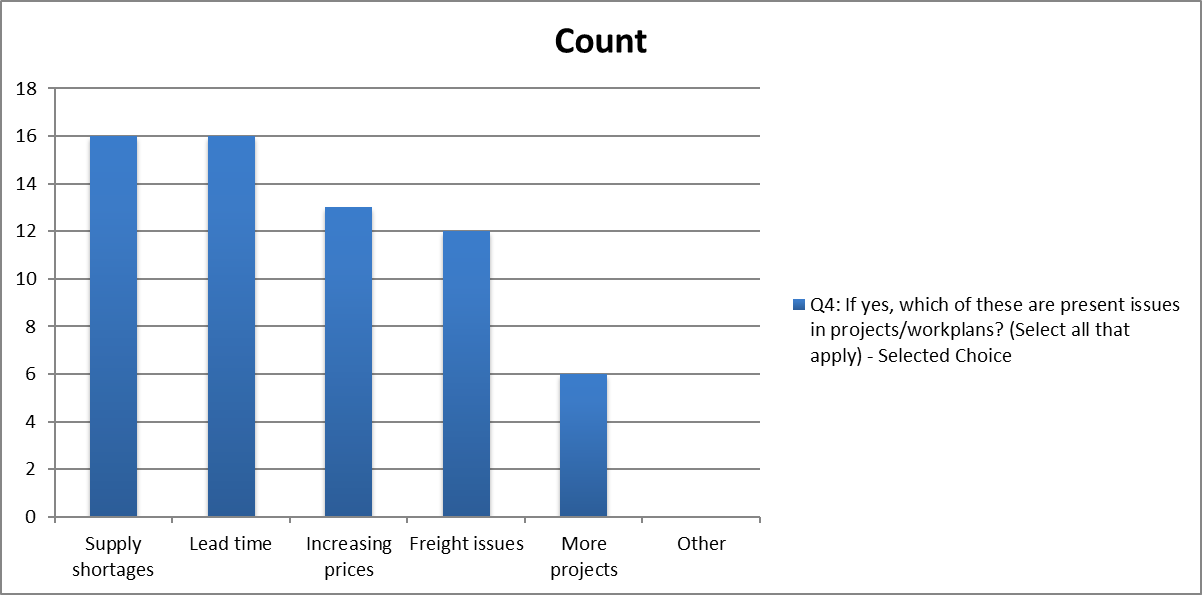 Count
18
16
14
12
10
8
6
4
2
0
Supply
shortages
Lead time
Increasing
prices
Freight issues
More
projects
Other
Q4: If yes, which of these are present issues
in projects/workplans? (Select all that
apply) - Selected Choice